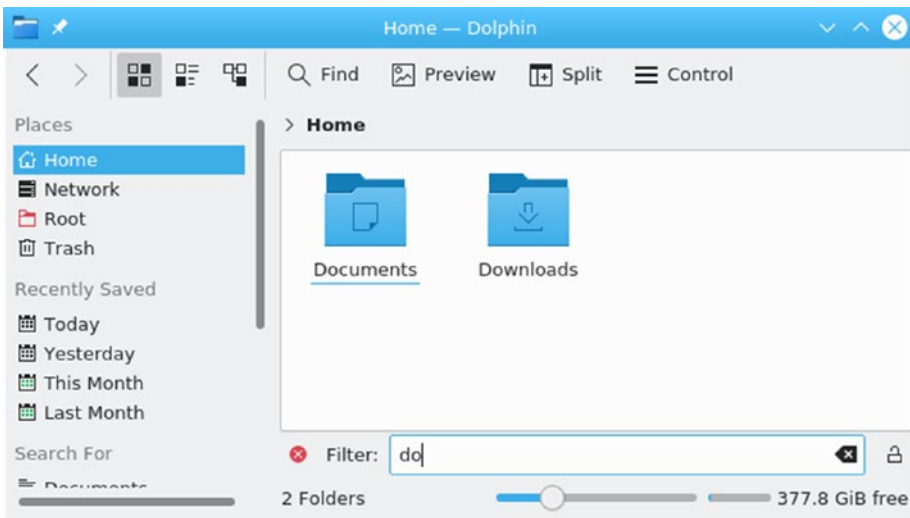 Home — Dolphin
Find Preview Split Control
Places
Home
Network
Root
Trash
Recently Saved
Today
Yesterday
This Month
Last Month
Search For
Documents
> Home
Documents Downloads
Filter: do
2 Folders 377.8 GiB free